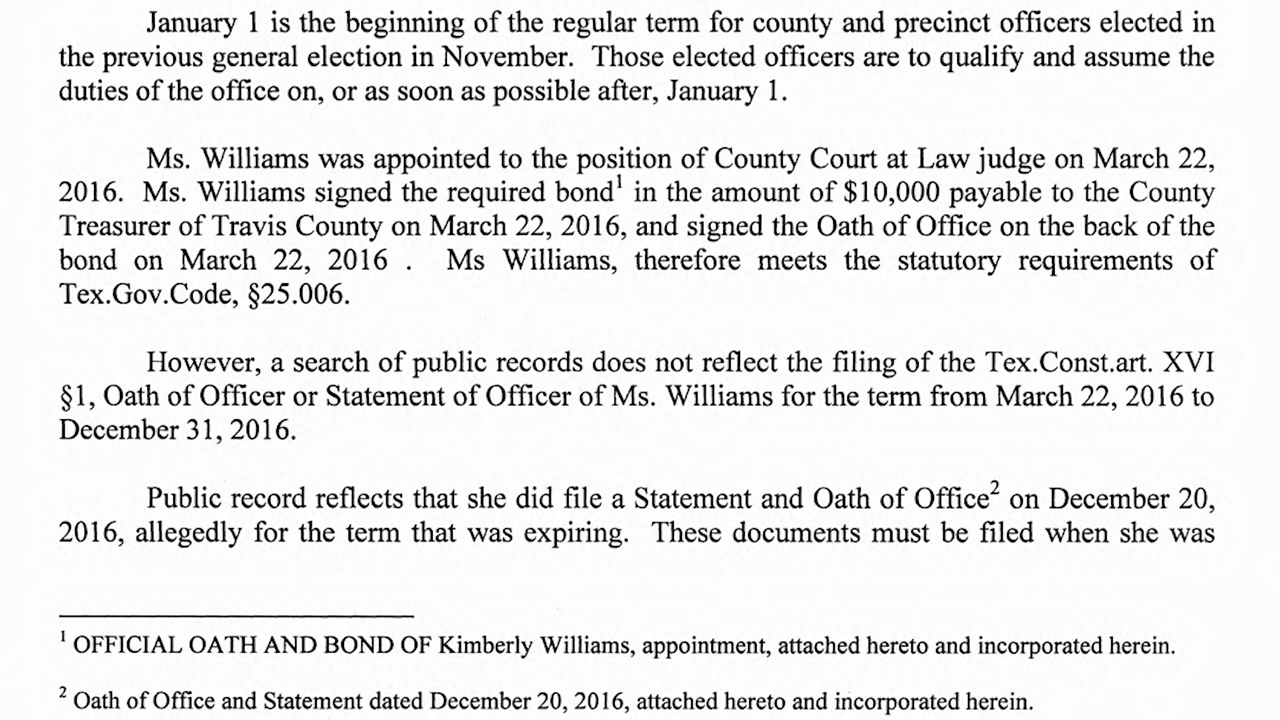 January 1 is the beginning of the regular term for county and precinct officers elected in
the previous general election in November. Those elected officers are to qualify and assume the
duties of the office on, or as soon as possible after, January 1.
Ms. Williams was appointed to the position of County Court at Law judge on March 22,
2016. Ms. Williams signed the required bond¹ in the amount of $10,000 payable to the County
Treasurer of Travis County on March 22, 2016, and signed the Oath of Office on the back of the
bond on March 22, 2016 . Ms Williams, therefore meets the statutory requirements of
Tex.Gov.Code, §25.006.
However, a search of public records does not reflect the filing of the Tex.Const.art. XVI
§1, Oath of Officer or Statement of Officer of Ms. Williams for the term from March 22, 2016 to
December 31, 2016.
Public record reflects that she did file a Statement and Oath of Office² on December 20,
2016, allegedly for the term that was expiring. These documents must be filed when she was
¹ OFFICIAL OATH AND BOND OF Kimberly Williams, appointment, attached hereto and incorporated herein.
² Oath of Office and Statement dated December 20, 2016, attached hereto and incorporated herein.